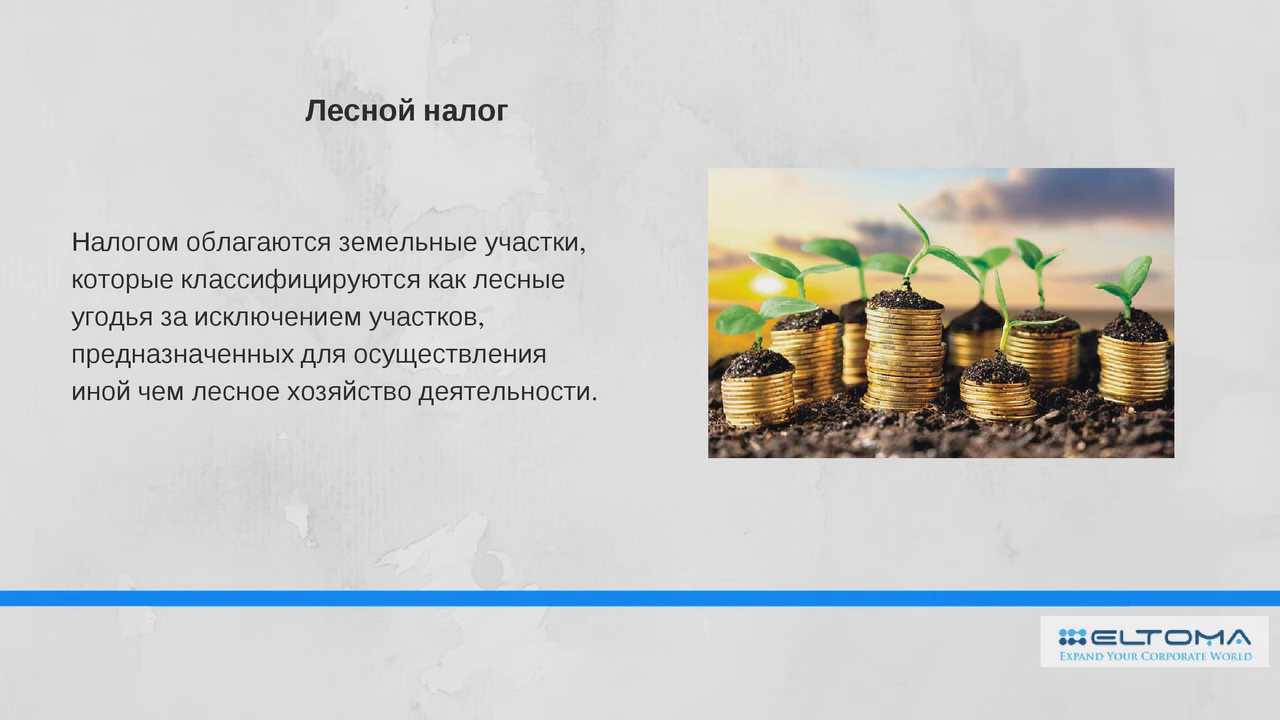 Лесной налог
Налогом облагаются земельные участки,
которые классифицируются как лесные
угодья за исключением участков,
предназначенных для осуществления
иной чем лесное хозяйство деятельности.
ELTOMA
Expand Your Corporate World